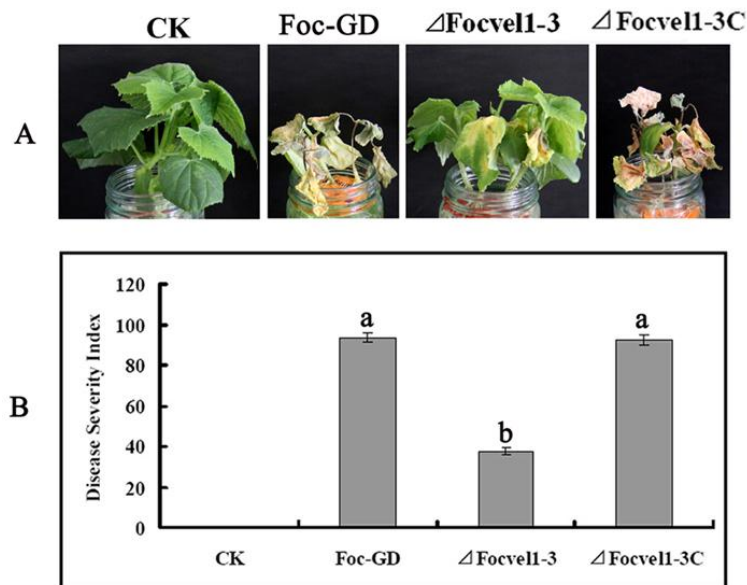 CK Foc-GD ⊿Focvel1-3 ⊿ Focvel1-3C
A
B
Disease Severity Index
120
100
80
60
40
20
0
a
b
a
CK Foc-GD ⊿Focvel1-3 ⊿Focvel1-3C